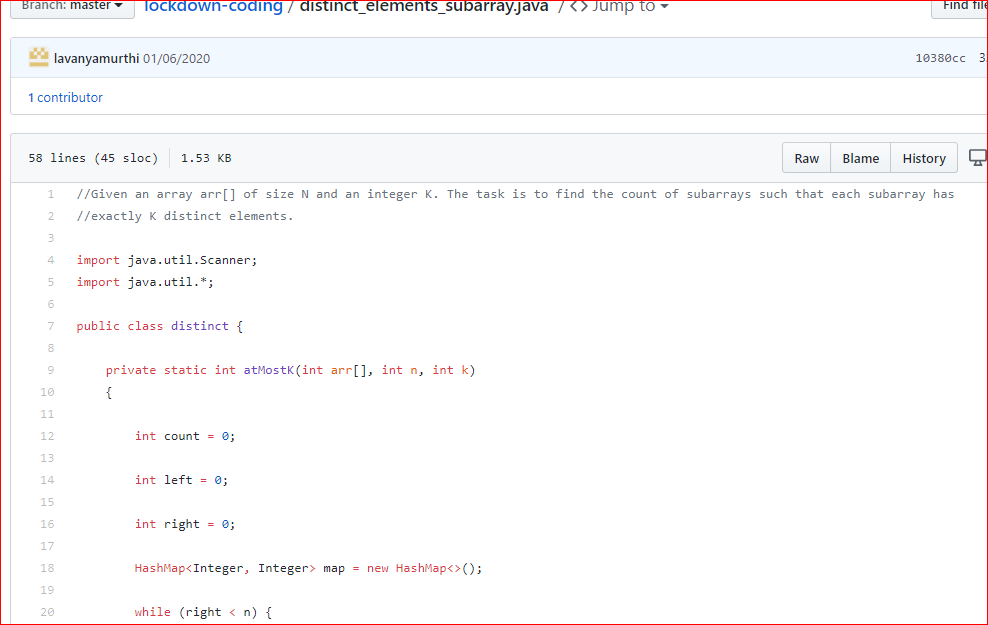 Branch: master lockdown-coding / distinct_elements_subarray.java / <> Jump to
lavanyamurthi 01/06/2020 10380cc
1 contributor
58 lines (45 sloc) 1.53 KB Raw Blame History
1 //Given an array arr[] of size N and an integer K. The task is to find the count of subarrays such that each subarray has
2 //exactly K distinct elements.
3
4 import java.util.Scanner;
5 import java.util.*;
6
7 public class distinct {
8
9 private static int atMostK(int arr[], int n, int k)
10 {
11
12 int count = 0;
13
14 int left = 0;
15
16 int right = 0;
17
18 HashMap<Integer, Integer> map = new HashMap<>();
19
20 while (right < n) {